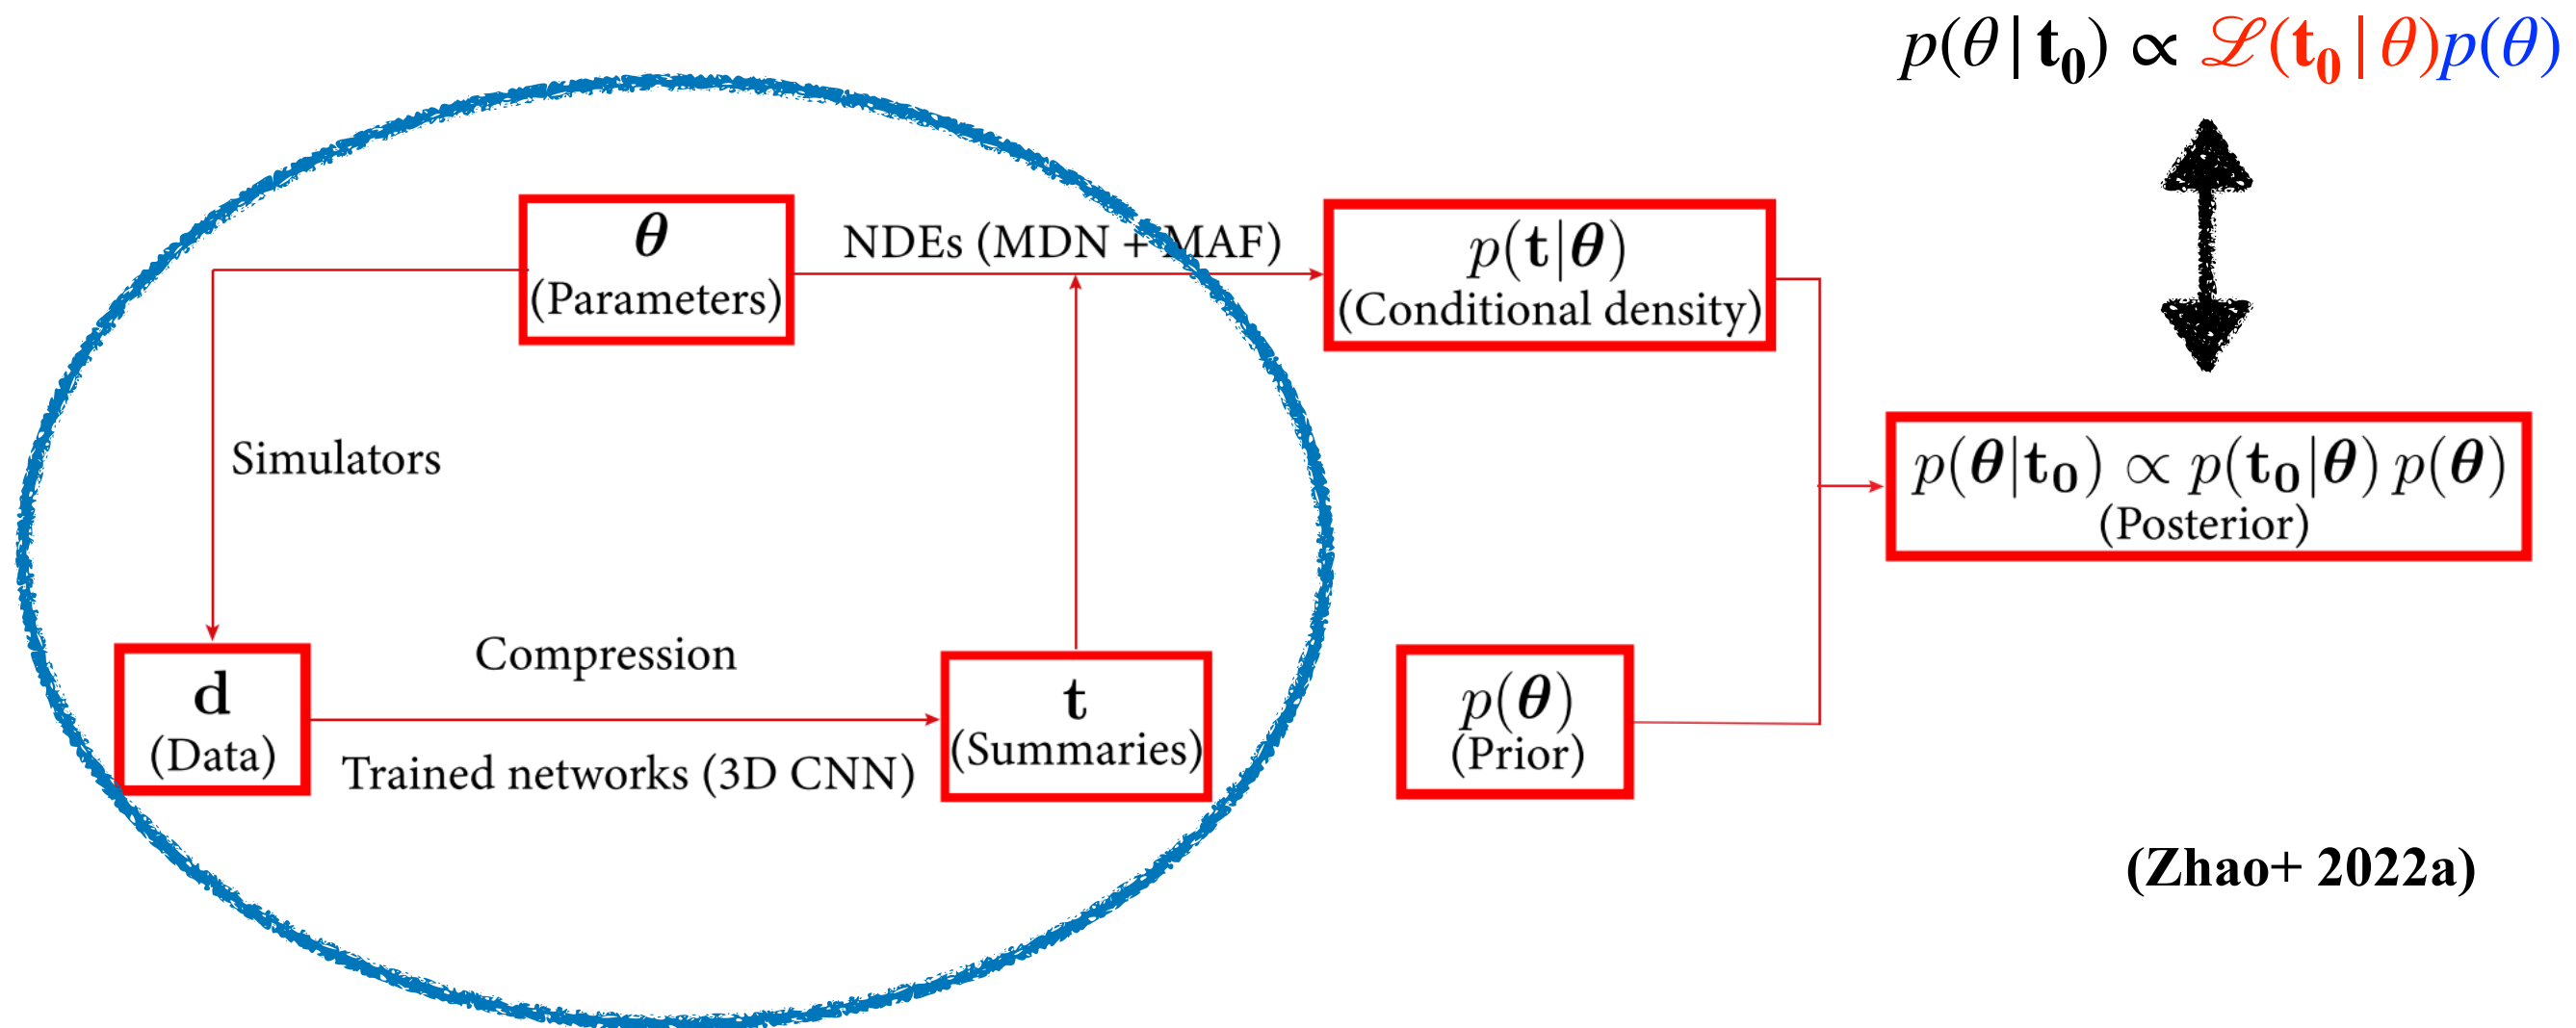 p(θ|t₀) ∝ ℒ(t₀|θ)p(θ)
θ
(Parameters)
NDEs (MDN + MAF)
p(t|θ)
(Conditional density)
Simulators
p(θ|t₀) ∝ p(t₀|θ) p(θ)
(Posterior)
d
(Data)
Compression
Trained networks (3D CNN)
t
(Summaries)
p(θ)
(Prior)
(Zhao+ 2022a)